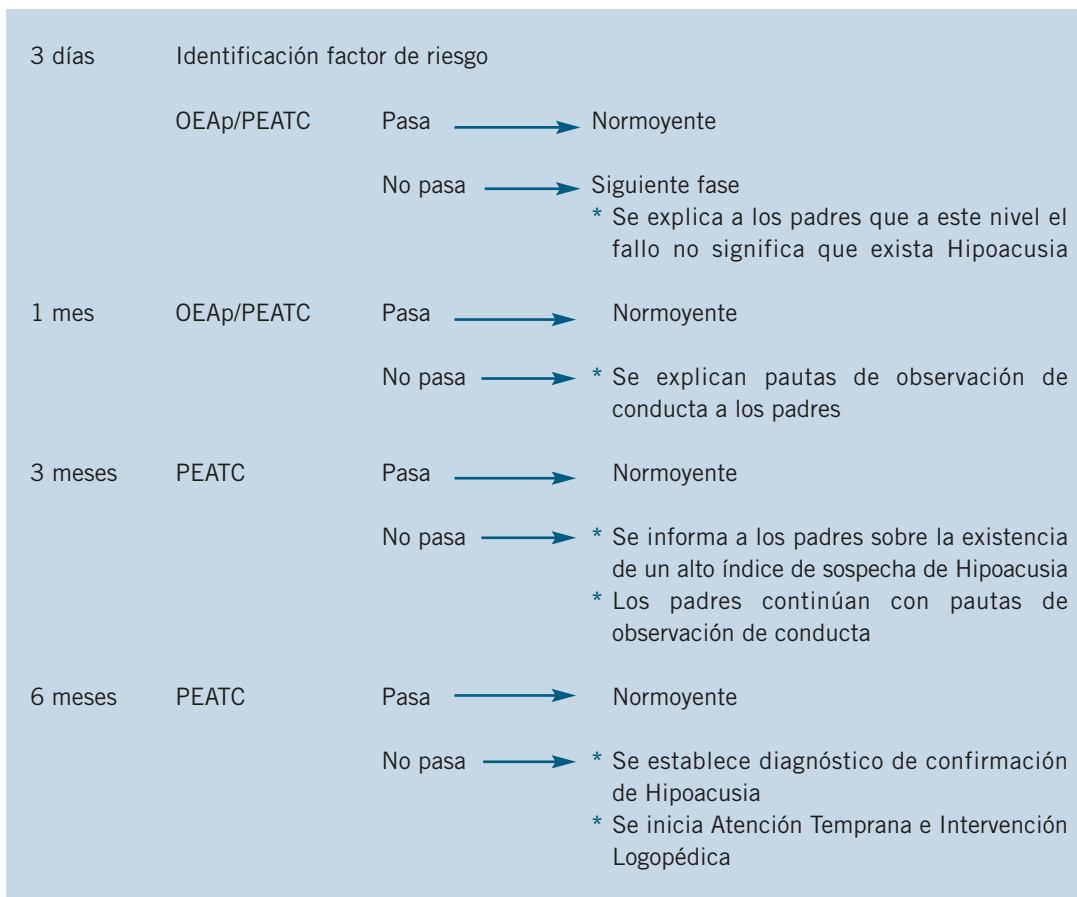 3 días Identificación factor de riesgo
OEAp/PEATC Pasa Normoyente
No pasa Siguiente fase
* Se explica a los padres que a este nivel el
fallo no significa que exista Hipoacusia
1 mes OEAp/PEATC Pasa Normoyente
No pasa * Se explican pautas de observación de
conducta a los padres
3 meses PEATC Pasa Normoyente
No pasa * Se informa a los padres sobre la existencia
de un alto índice de sospecha de Hipoacusia
* Los padres continúan con pautas de
observación de conducta
6 meses PEATC Pasa Normoyente
No pasa * Se establece diagnóstico de confirmación
de Hipoacusia
* Se inicia Atención Temprana e Intervención
Logopédica